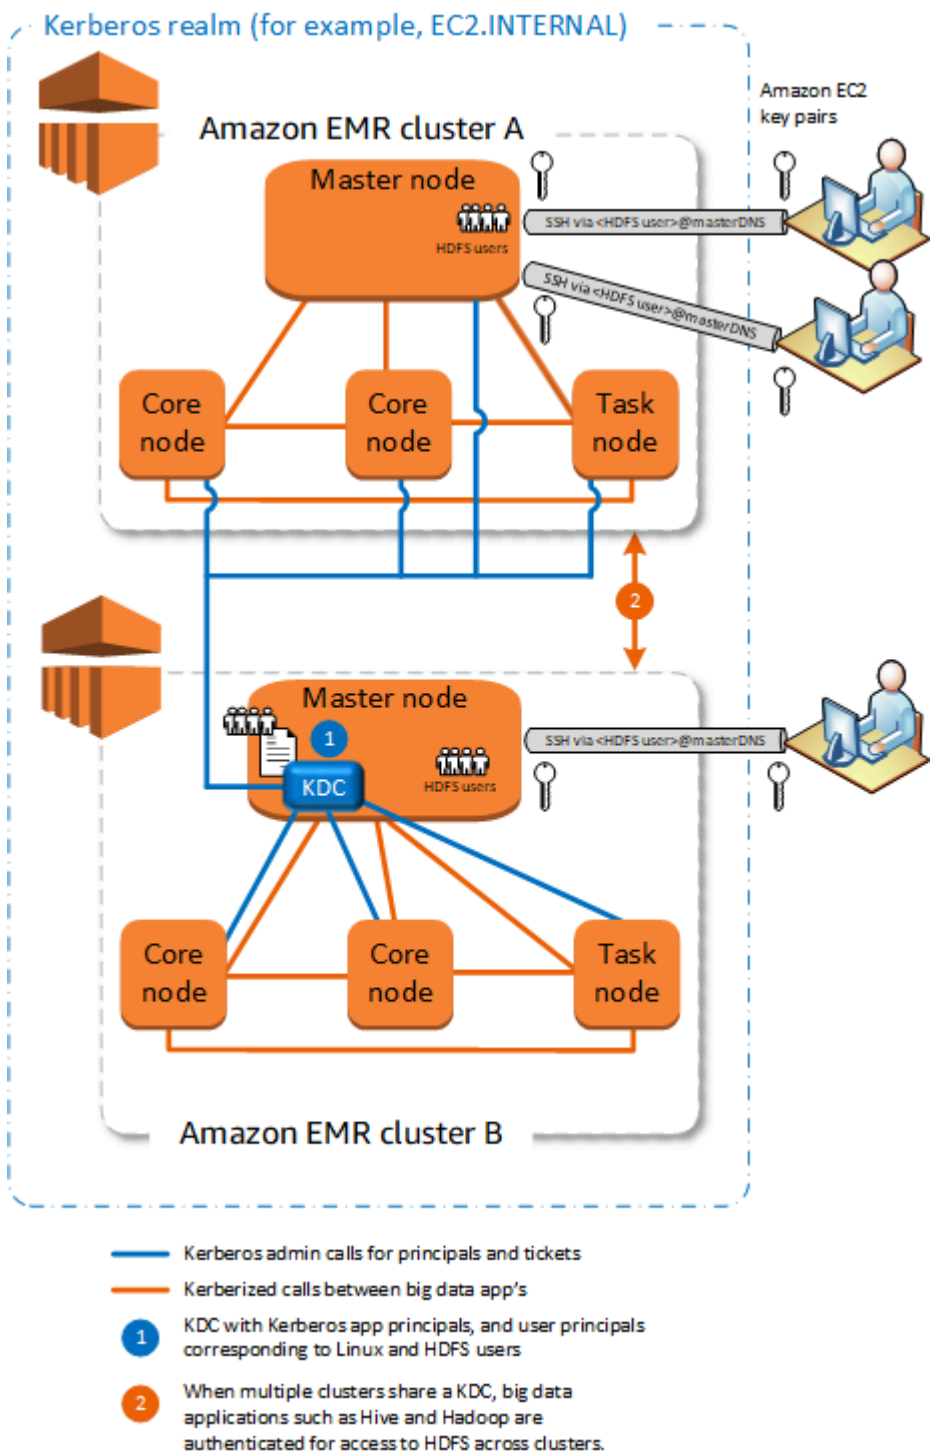 Kerberos realm (for example, EC2.INTERNAL)
Amazon EC2
key pairs
Amazon EMR cluster A
Master node
HDFS users
SSH via <HDFS user>@masterDNS
SSH via <HDFS user>@masterDNS
Core
node
Core
node
Task
node
2
Master node
1
KDC
HDFS users
SSH via <HDFS user>@masterDNS
Core
node
Core
node
Task
node
Amazon EMR cluster B
Kerberos admin calls for principals and tickets
Kerberized calls between big data app's
1
KDC with Kerberos app principals, and user principals
corresponding to Linux and HDFS users
2
When multiple clusters share a KDC, big data
applications such as Hive and Hadoop are
authenticated for access to HDFS across clusters.